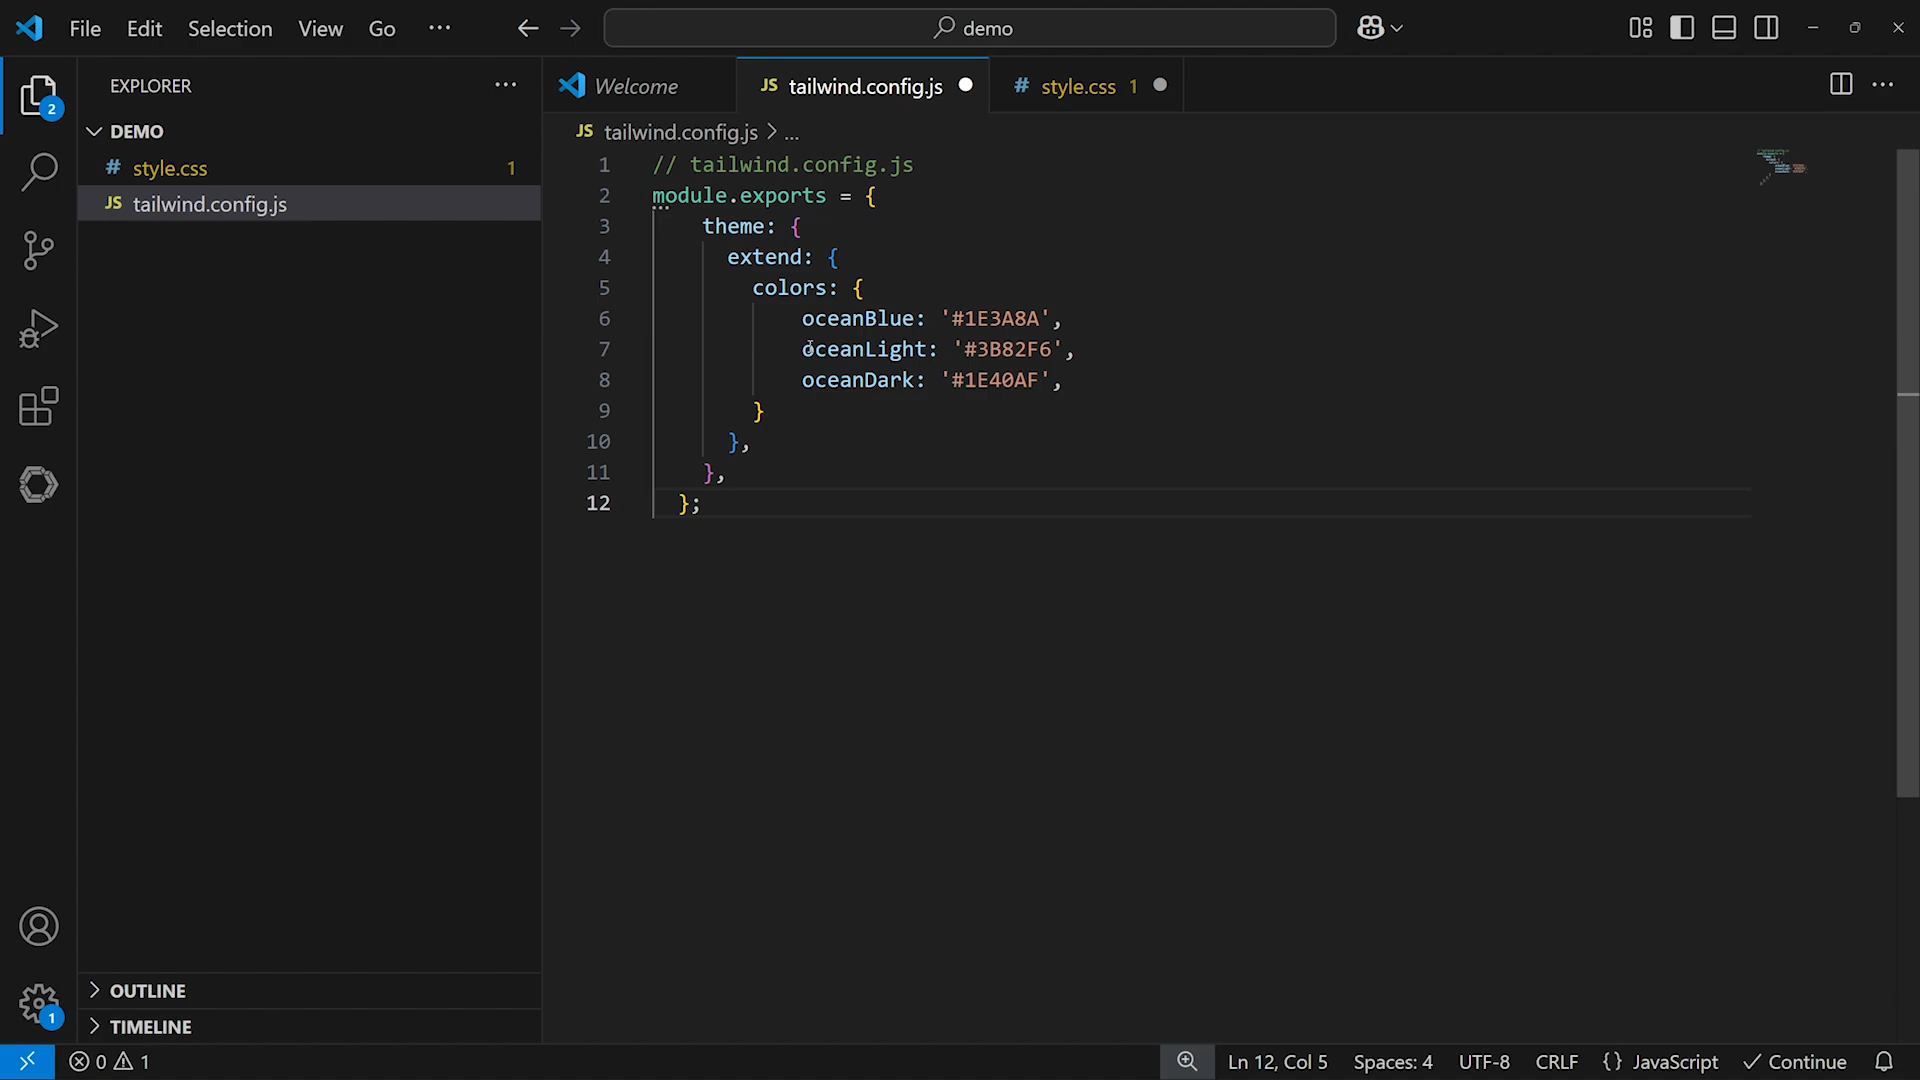 File Edit Selection View Go ··· demo
EXPLORER ···
DEMO
# style.css 1
JS tailwind.config.js
2
Welcome
JS tailwind.config.js
# style.css 1
JS tailwind.config.js > ...
1 // tailwind.config.js
2 module.exports = {
3 theme: {
4 extend: {
5 colors: {
6 oceanBlue: '#1E3A8A',
7 oceanLight: '#3B82F6',
8 oceanDark: '#1E40AF',
9 }
10 },
11 },
12 };
OUTLINE
TIMELINE
1
0 1 Ln 12, Col 5 Spaces: 4 UTF-8 CRLF {} JavaScript Continue